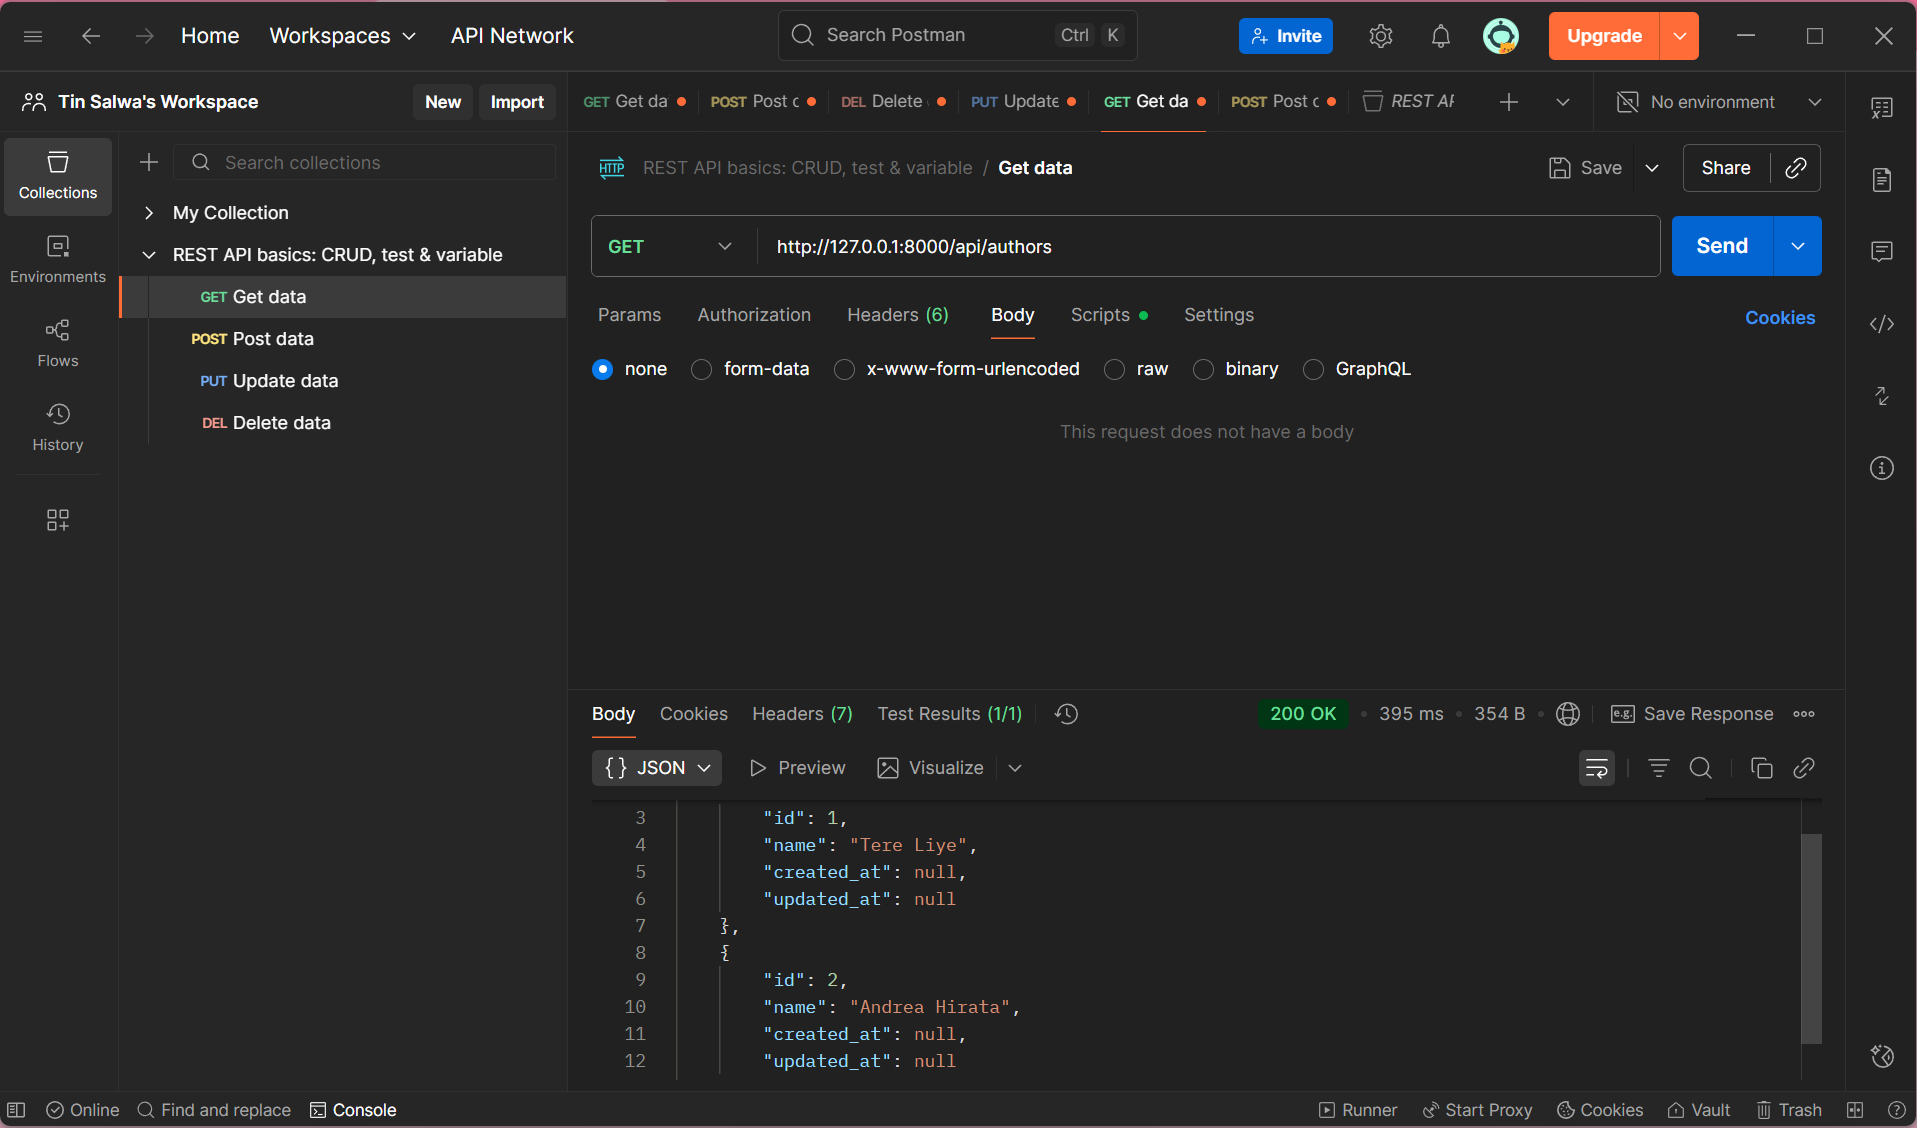 Home Workspaces API Network Search Postman Ctrl K Invite Upgrade
Tin Salwa's Workspace New Import
GET Get da POST Post c DEL Delete PUT Update GET Get da POST Post c REST AF No environment
Collections
Environments
Flows
History
Search collections
My Collection
REST API basics: CRUD, test & variable
GET Get data
POST Post data
PUT Update data
DEL Delete data
HTTP REST API basics: CRUD, test & variable / Get data Save Share
GET http://127.0.0.1:8000/api/authors Send
Params Authorization Headers (6) Body Scripts Settings Cookies
none form-data x-www-form-urlencoded raw binary GraphQL
This request does not have a body
Body Cookies Headers (7) Test Results (1/1) 200 OK • 395 ms • 354 B • e.g. Save Response
{} JSON Preview Visualize
3 "id": 1,
4 "name": "Tere Liye",
5 "created_at": null,
6 "updated_at": null
7 },
8 {
9 "id": 2,
10 "name": "Andrea Hirata",
11 "created_at": null,
12 "updated_at": null
Online Find and replace Console Runner Start Proxy Cookies Vault Trash